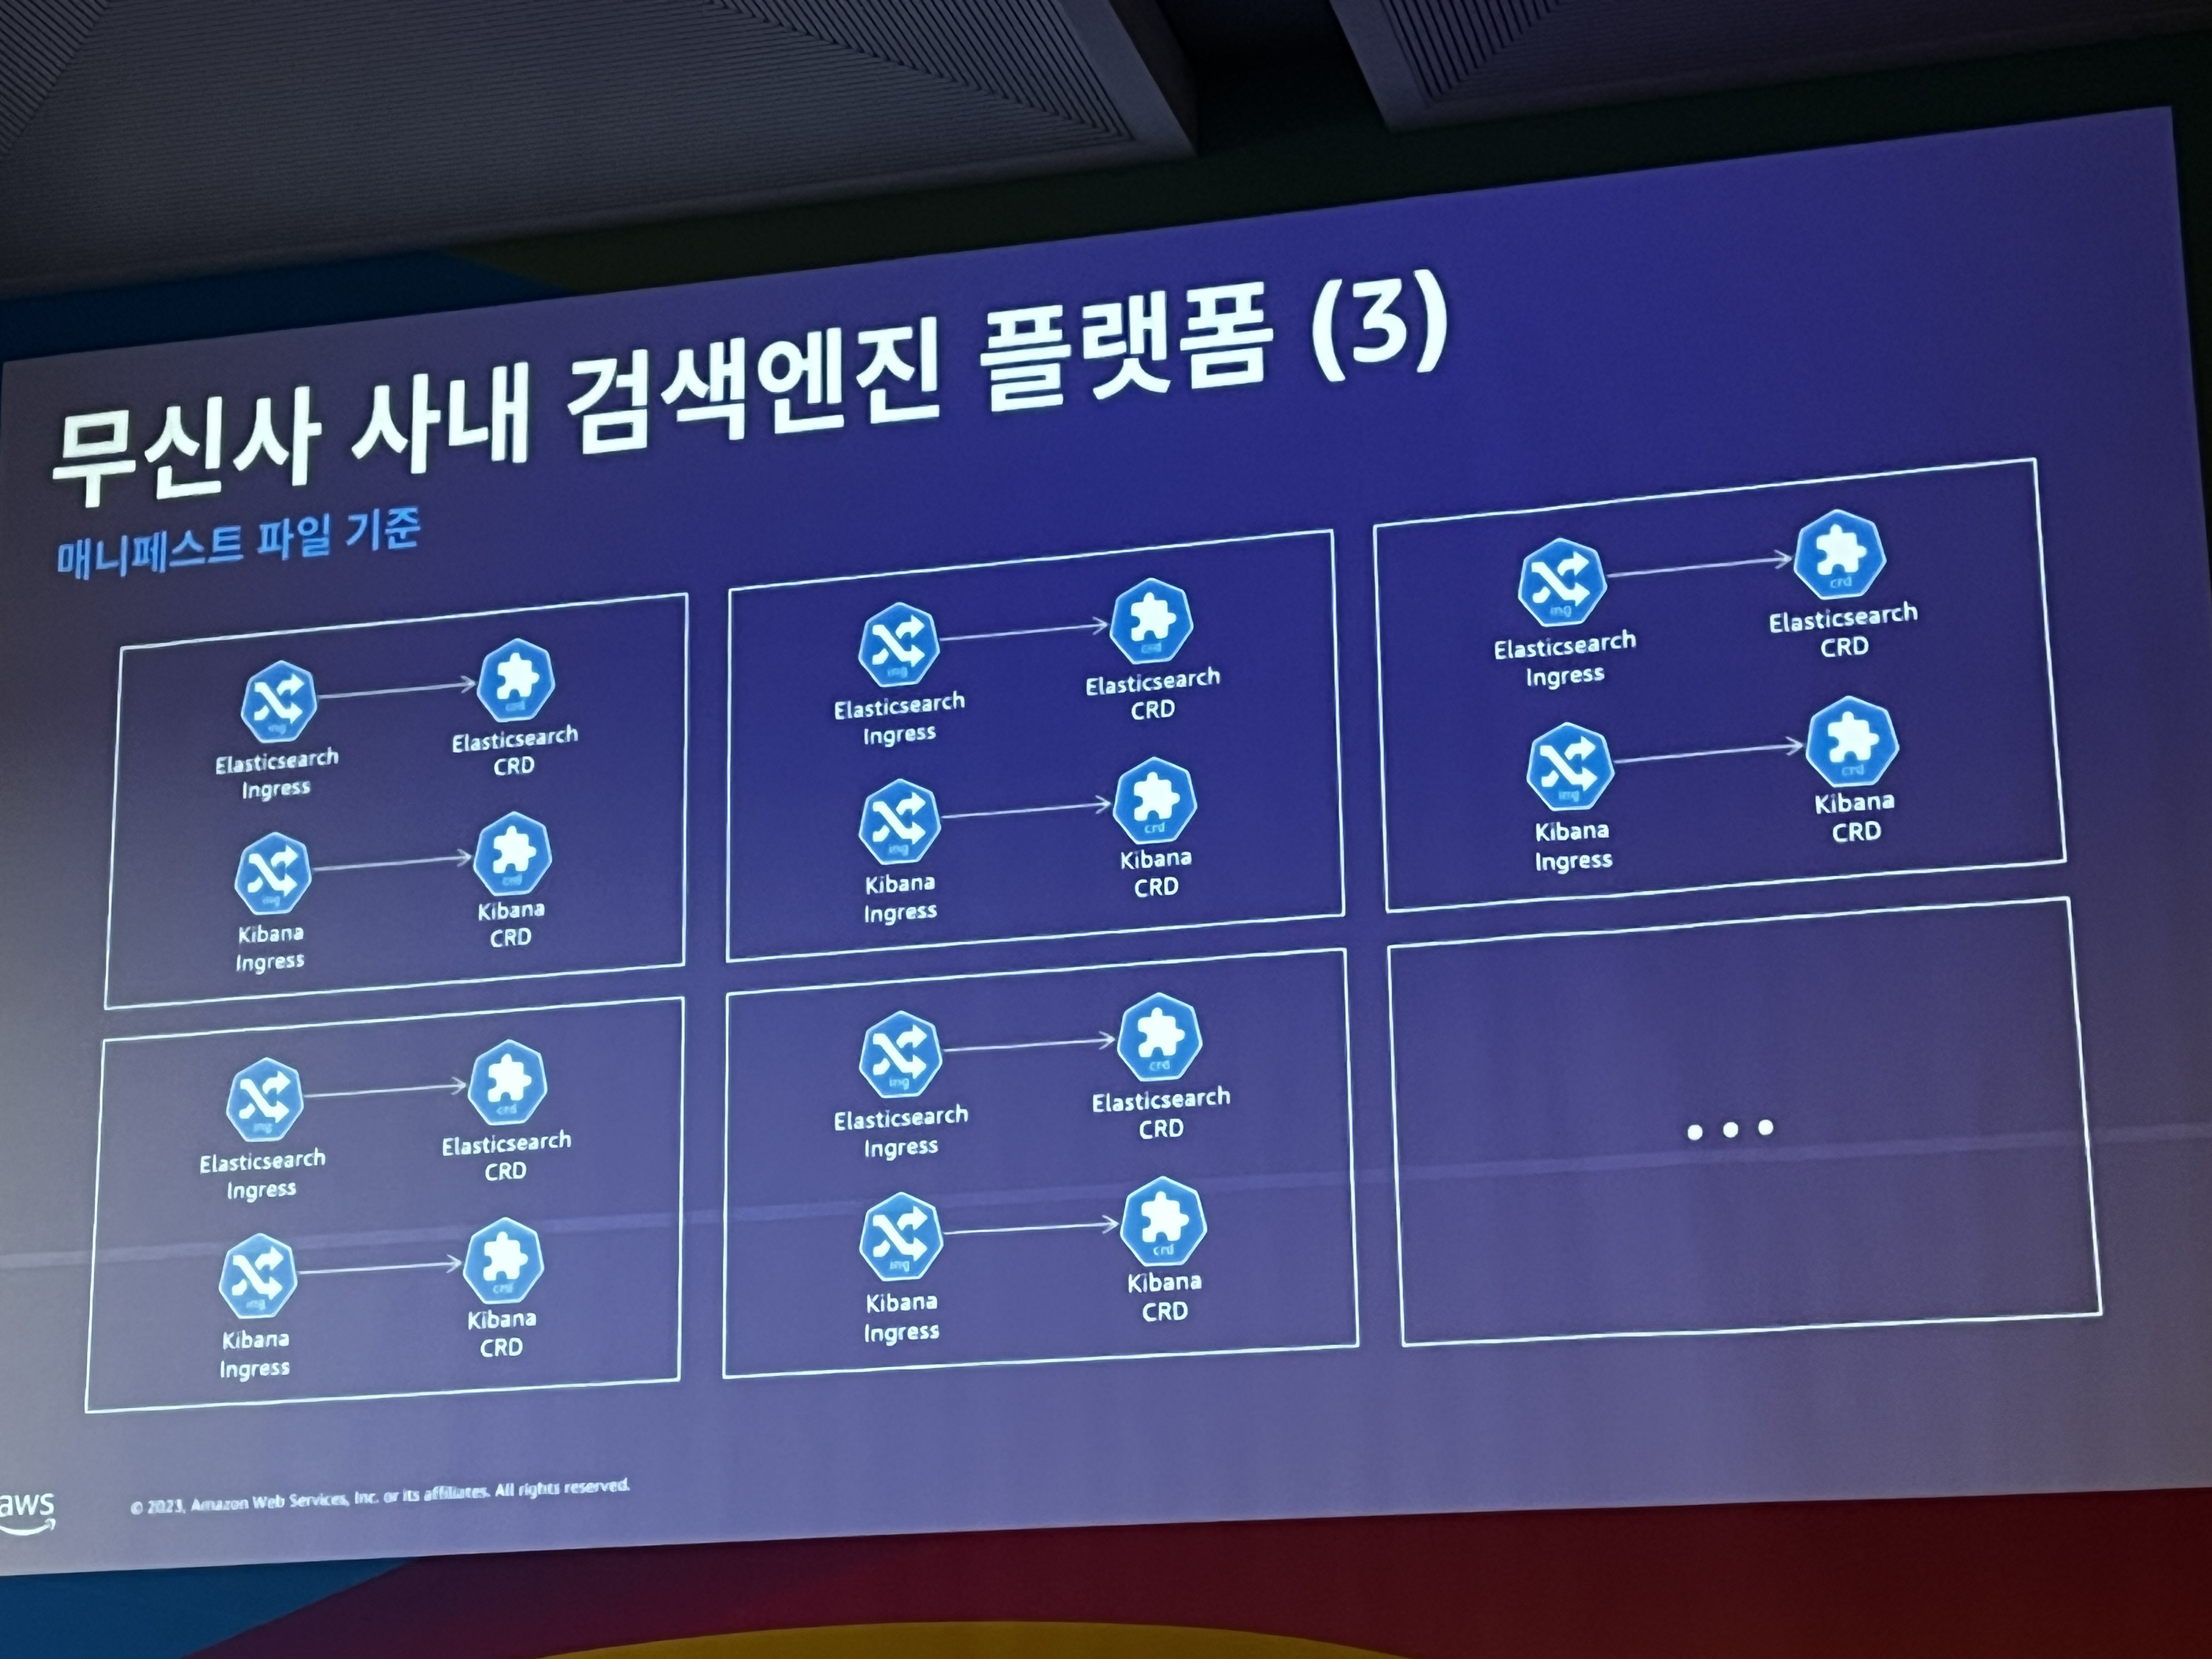 무신사 사내 검색엔진 플랫폼 (3)
매니페스트 파일 기준
ing
crd
Elasticsearch
Ingress
Elasticsearch
CRD
ing
crd
Kibana
Ingress
Kibana
CRD
ing
crd
Elasticsearch
Ingress
Elasticsearch
CRD
ing
crd
Kibana
Ingress
Kibana
CRD
ing
crd
Elasticsearch
Ingress
Elasticsearch
CRD
ing
crd
Kibana
Ingress
Kibana
CRD
ing
crd
Elasticsearch
Ingress
Elasticsearch
CRD
ing
crd
Kibana
Ingress
Kibana
CRD
ing
crd
Elasticsearch
Ingress
Elasticsearch
CRD
ing
crd
Kibana
Ingress
Kibana
CRD
...
aws
© 2023, Amazon Web Services, Inc. or its affiliates. All rights reserved.